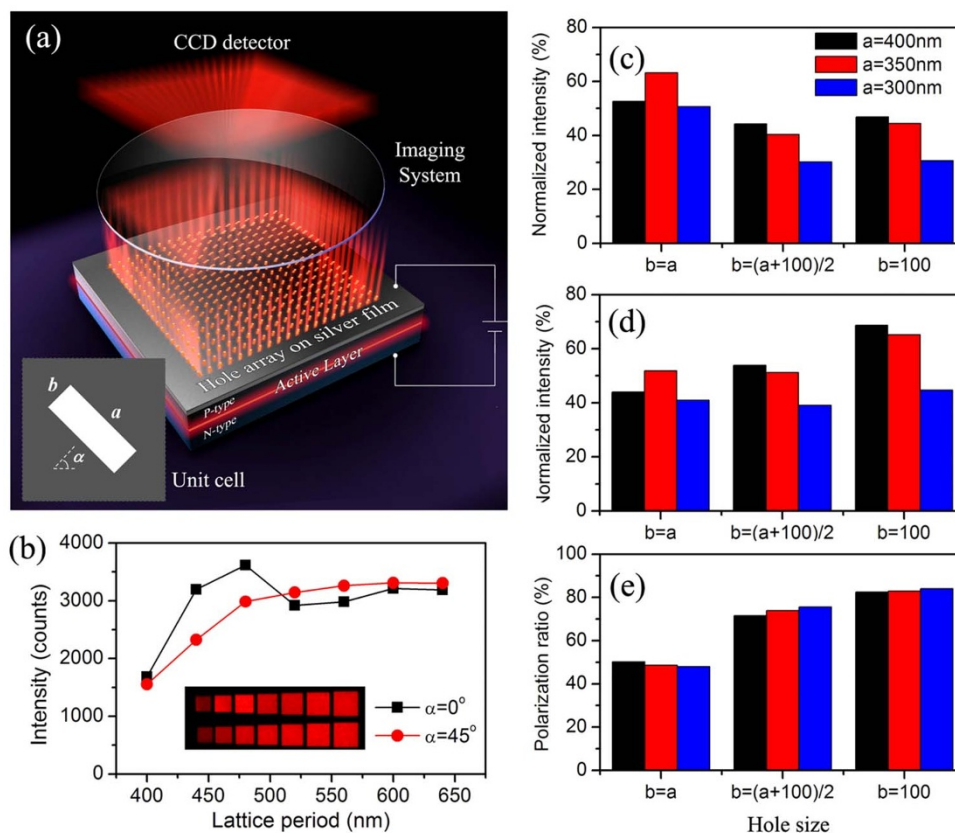 (a)
CCD detector
Imaging
System
Hole array on silver film
Active Layer
P-type
N-type
b
a
α
Unit cell
(b)
Intensity (counts)
4000
3000
2000
1000
0
α=0°
α=45°
400 450 500 550 600 650
Lattice period (nm)
(c)
Normalized intensity (%)
80
60
40
20
0
a=400nm
a=350nm
a=300nm
b=a b=(a+100)/2 b=100
(d)
Normalized intensity (%)
80
60
40
20
0
b=a b=(a+100)/2 b=100
(e)
Polarization ratio (%)
100
80
60
40
20
0
b=a b=(a+100)/2 b=100
Hole size